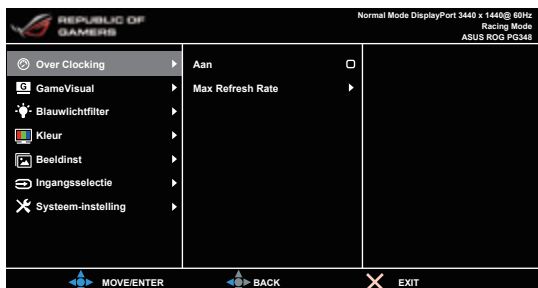 REPUBLIC OF
GAMERS
Normal Mode DisplayPort 3440 x 1440@ 60Hz
Racing Mode
ASUS ROG PG348
Over Clocking
G GameVisual
Blauwlichtfilter
Kleur
Beeldinst
Ingangsselectie
Systeem-instelling
Aan
Max Refresh Rate
MOVE/ENTER
BACK
EXIT